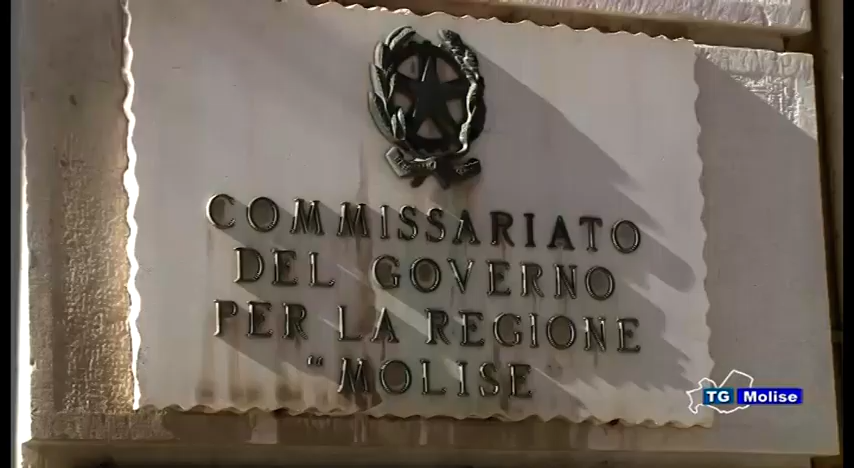 COMMISSARIATO
DEL GOVERNO
PER LA REGIONE
"MOLISE"
TG Molise